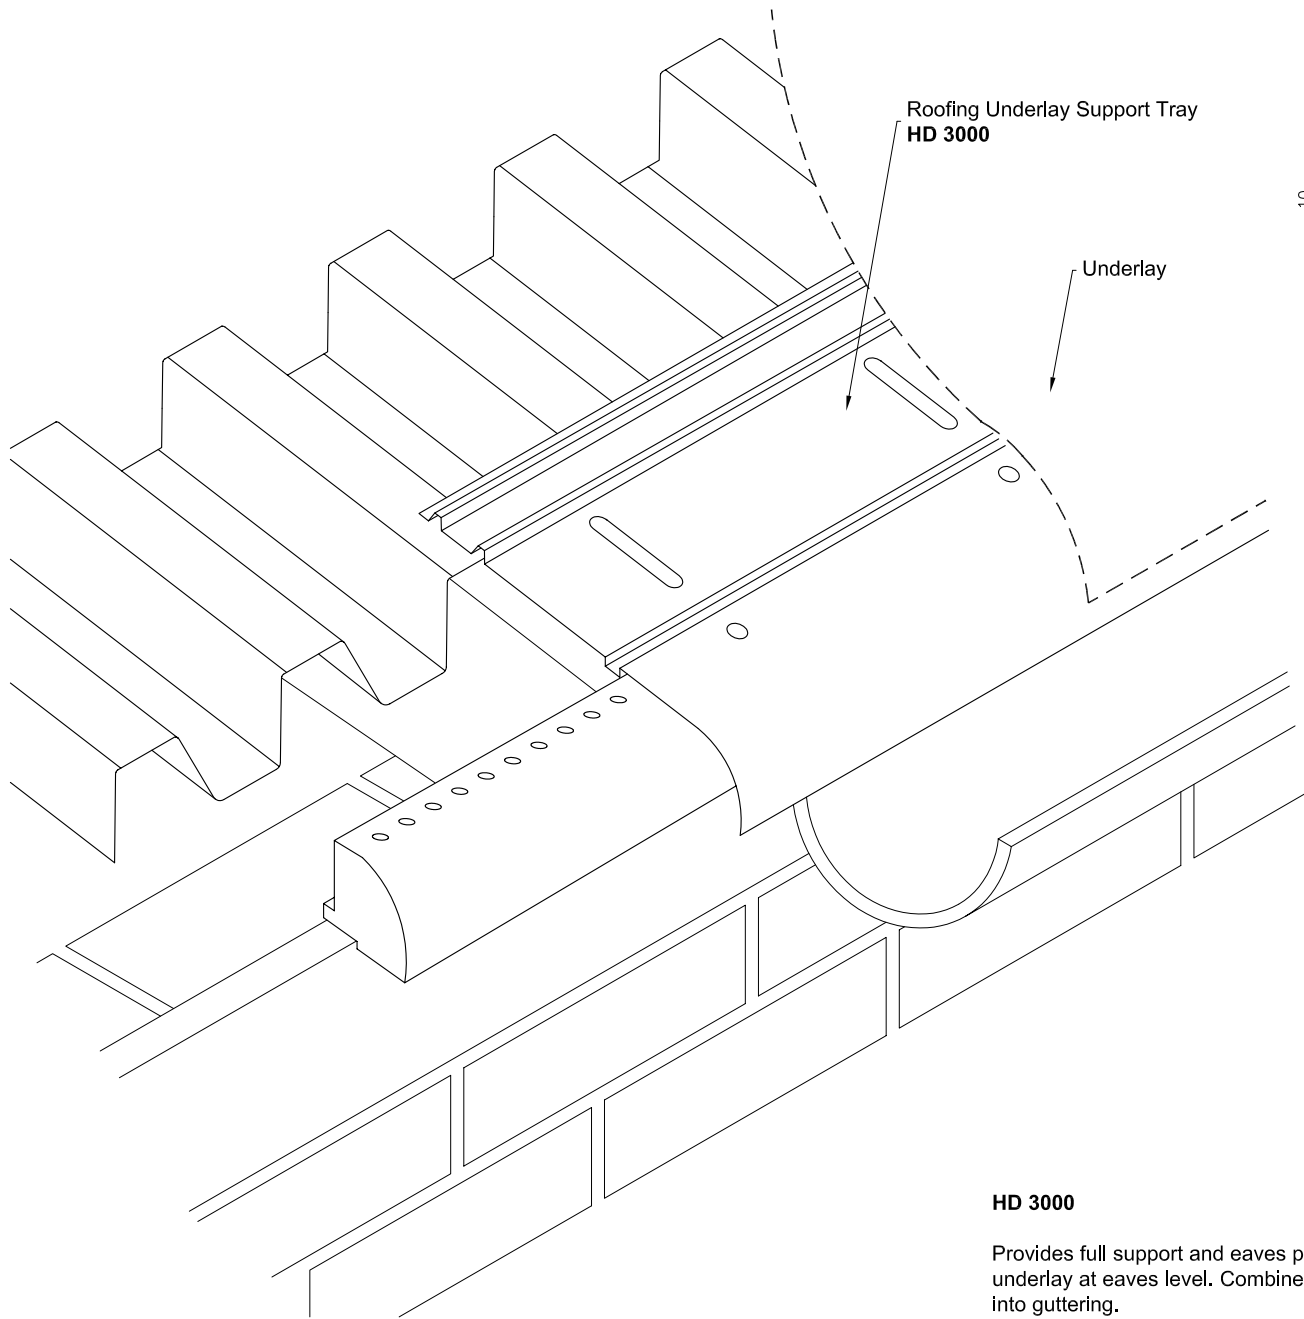 Roofing Underlay Support Tray
HD 3000
10
Underlay
HD 3000
Provides full support and eaves p
underlay at eaves level. Combine
into guttering.